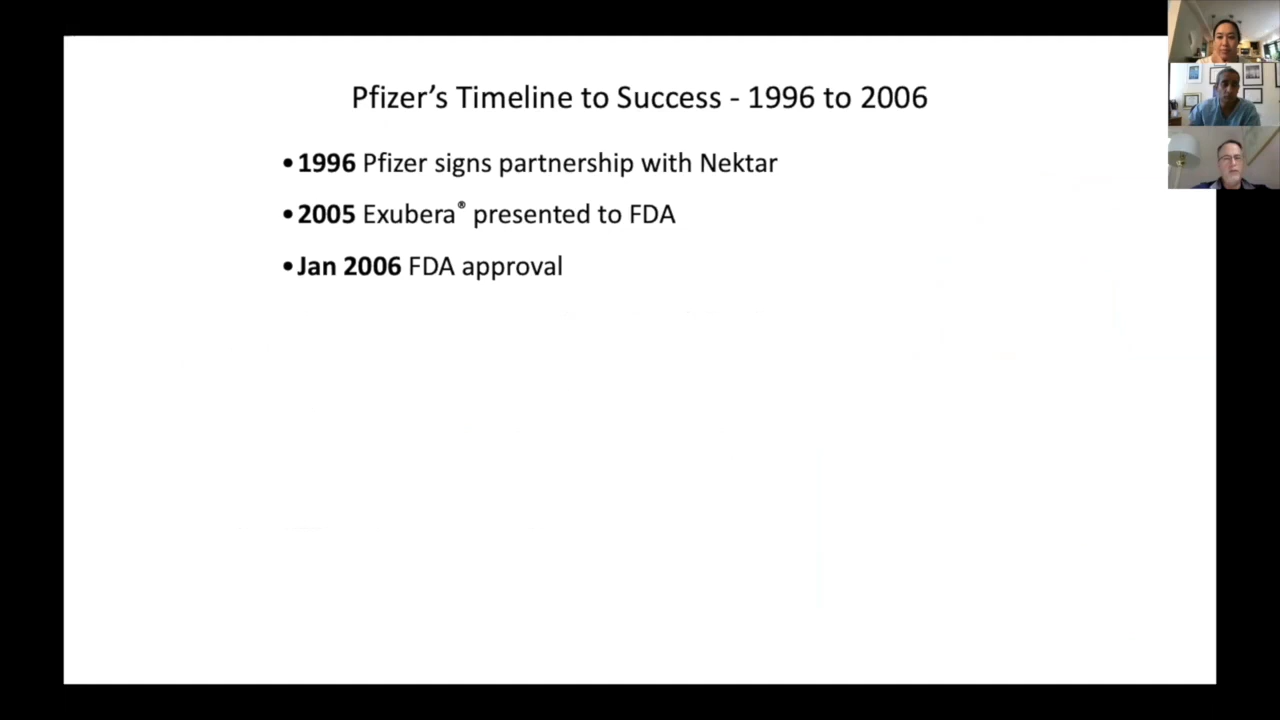 Pfizer’s Timeline to Success - 1996 to 2006
•1996 Pfizer signs partnership with Nektar
•2005 Exubera® presented to FDA
•Jan 2006 FDA approval